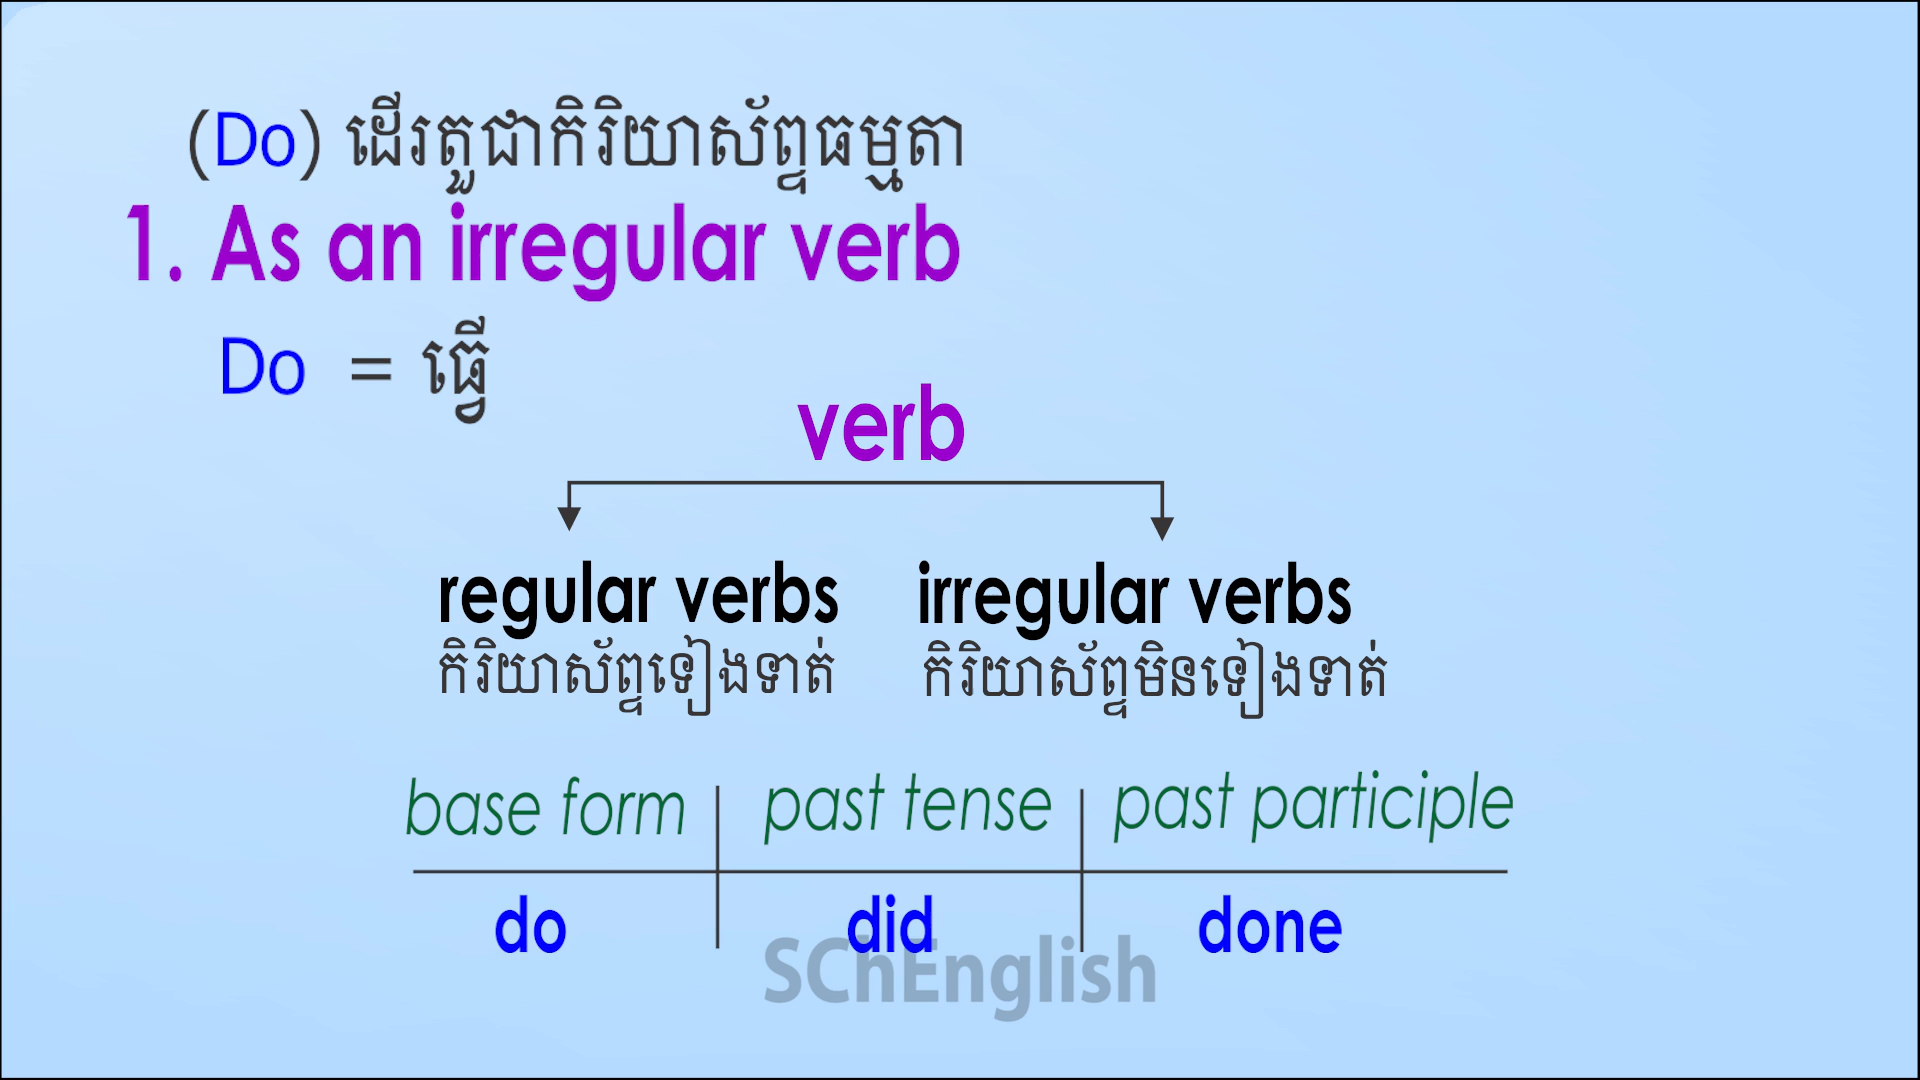 (Do) ដើរតួជាកិរិយាស័ព្ទធម្មតា
1. As an irregular verb
Do = ធ្វើ
verb
regular verbs irregular verbs
កិរិយាស័ព្ទទៀងទាត់ កិរិយាស័ព្ទមិនទៀងទាត់
base form past tense past participle
do did done
SChEnglish